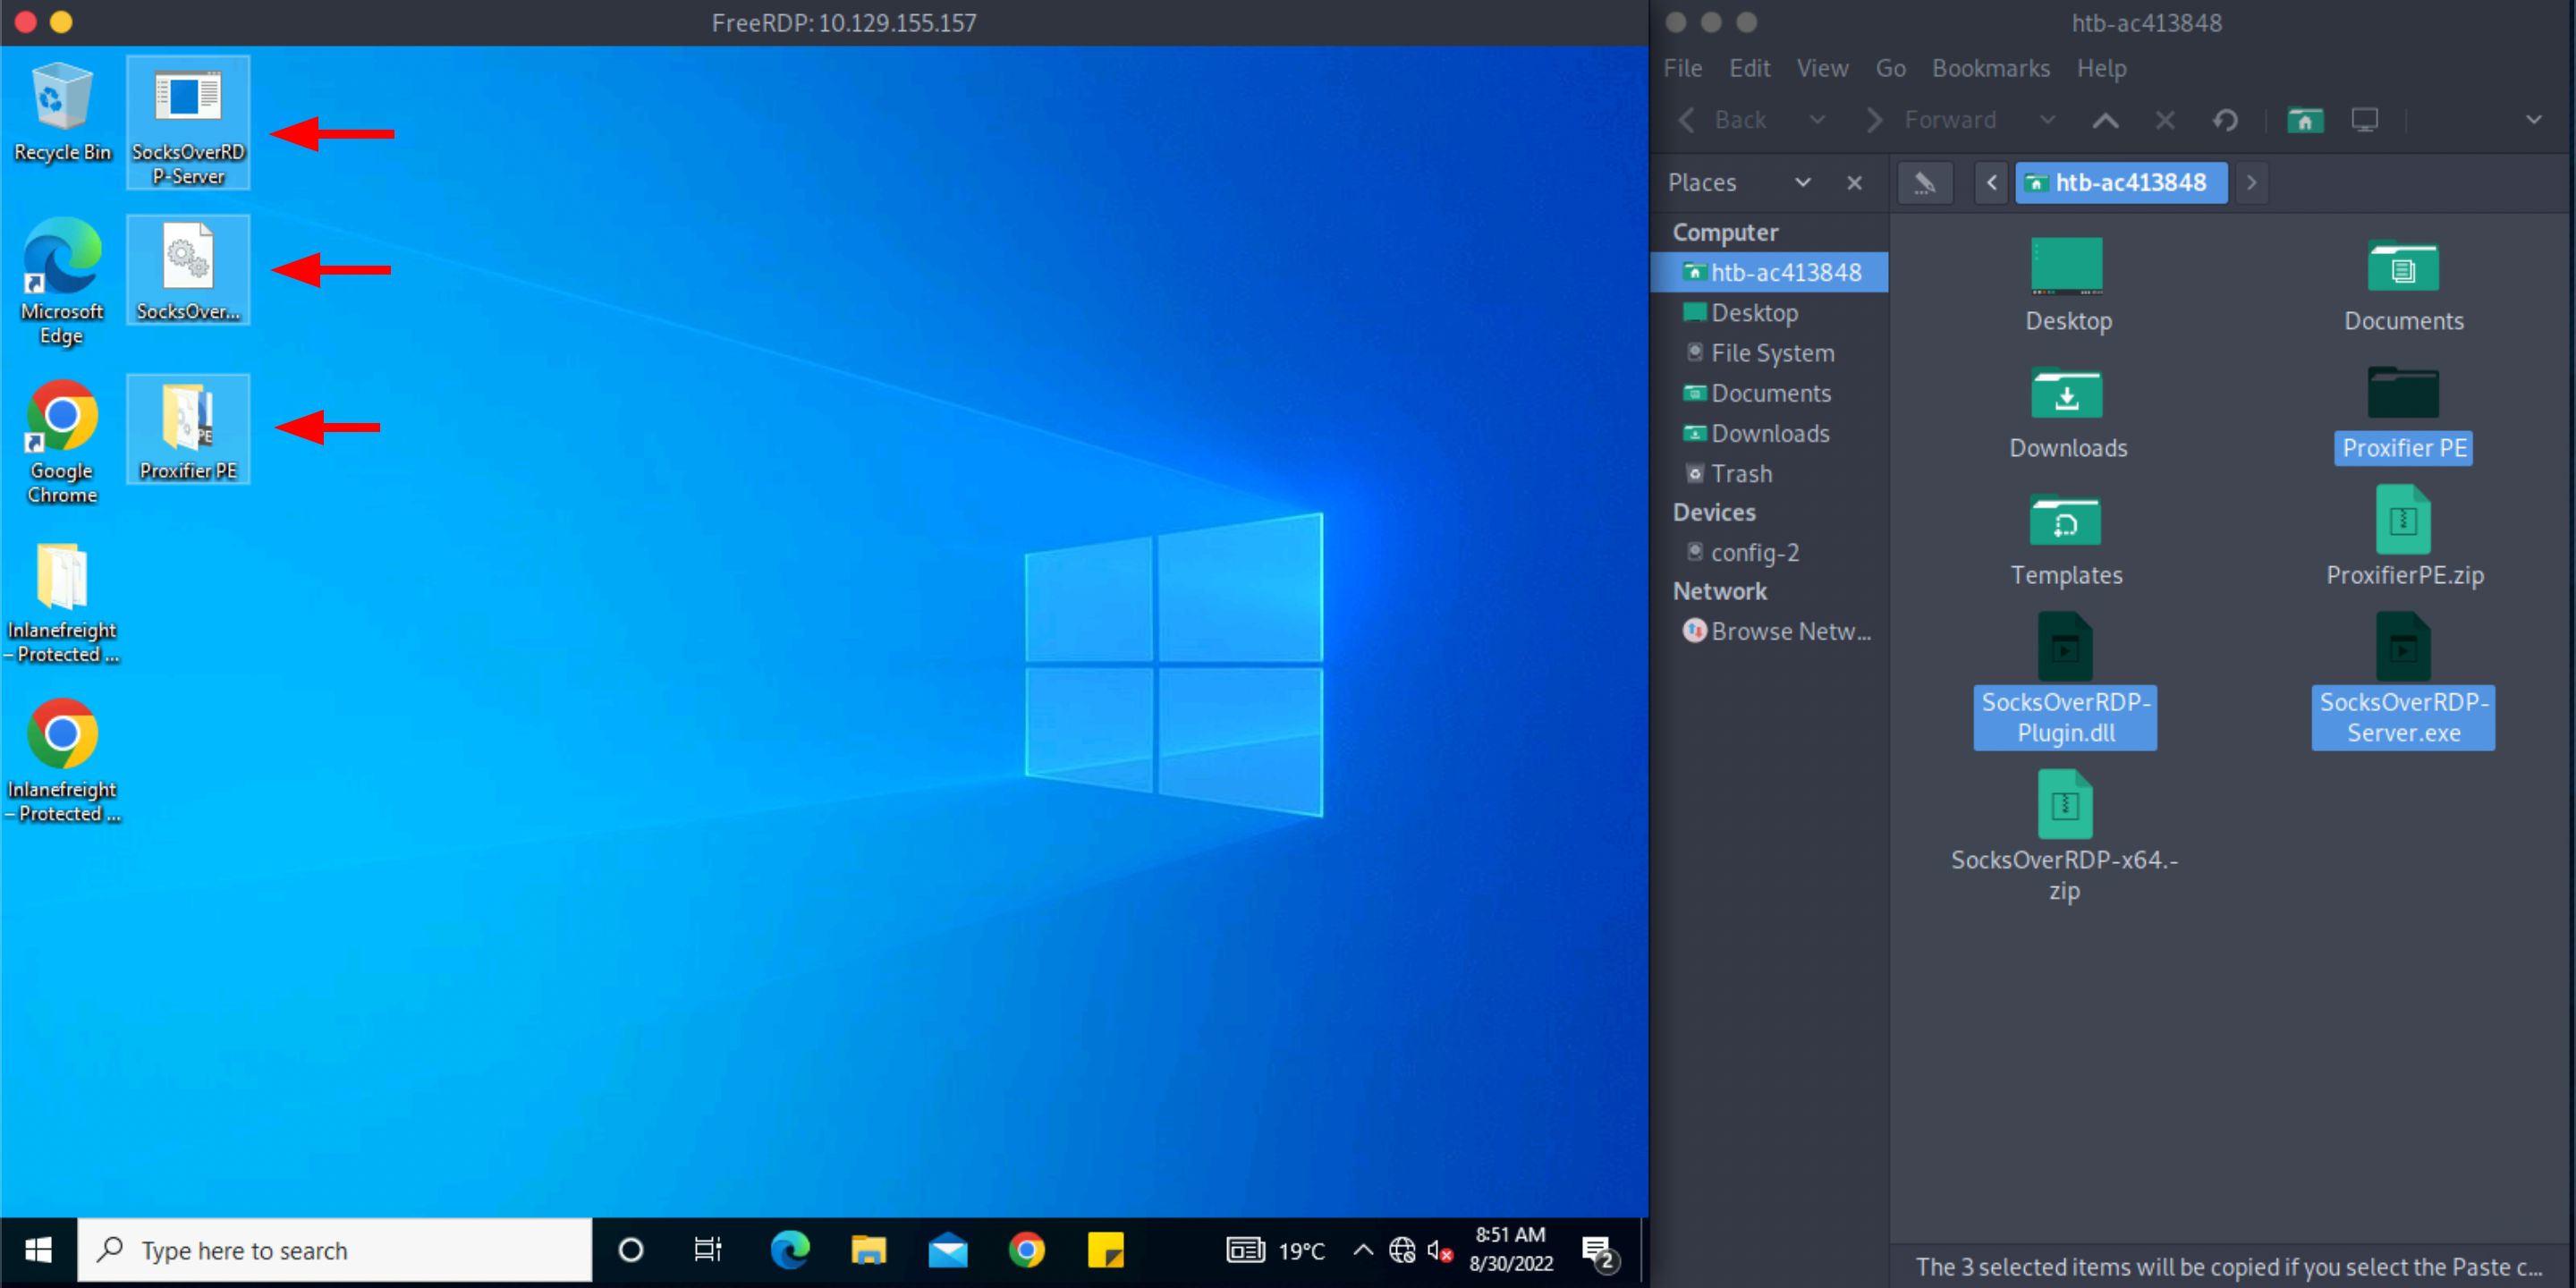 FreeRDP: 10.129.155.157
Recycle Bin
SocksOverRD
P-Server
Microsoft
Edge
SocksOver...
Google
Chrome
Proxifier PE
PE
Inlanefreight
– Protected ...
Inlanefreight
– Protected ...
Type here to search
19°C
8:51 AM
8/30/2022
2
htb-ac413848
File Edit View Go Bookmarks Help
Back
Forward
Places
htb-ac413848
Computer
htb-ac413848
Desktop
File System
Documents
Downloads
Trash
Devices
config-2
Network
Browse Netw...
Desktop
Documents
Downloads
Proxifier PE
Templates
ProxifierPE.zip
SocksOverRDP-
Plugin.dll
SocksOverRDP-
Server.exe
SocksOverRDP-x64.-
zip
The 3 selected items will be copied if you select the Paste c...